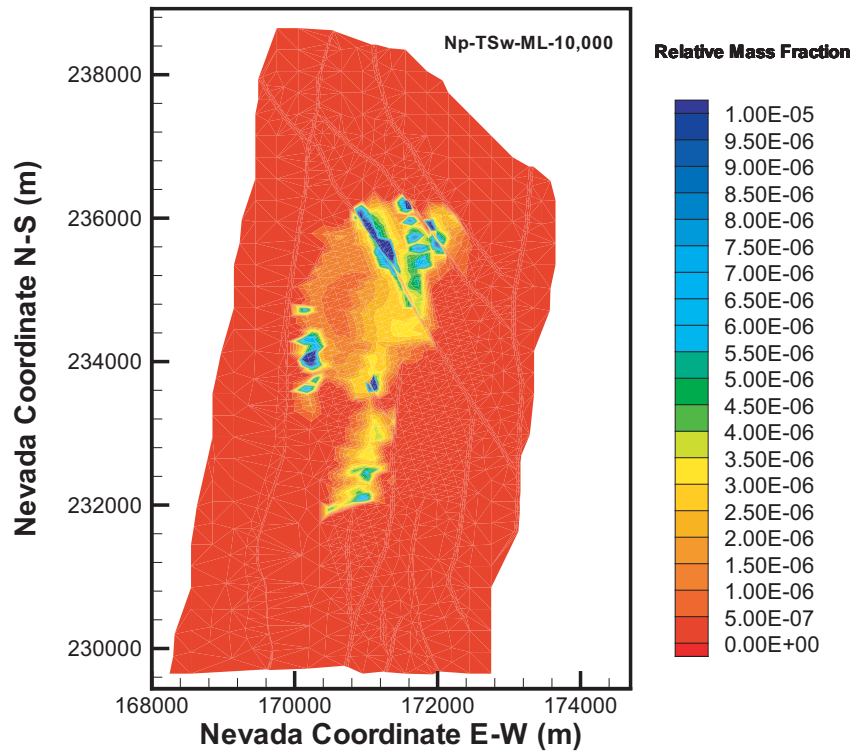 Np-TSw-ML-10,000
Relative Mass Fraction
238000
236000
234000
232000
230000
Nevada Coordinate N-S (m)
168000 170000 172000 174000
Nevada Coordinate E-W (m)
1.00E-05
9.50E-06
9.00E-06
8.50E-06
8.00E-06
7.50E-06
7.00E-06
6.50E-06
6.00E-06
5.50E-06
5.00E-06
4.50E-06
4.00E-06
3.50E-06
3.00E-06
2.50E-06
2.00E-06
1.50E-06
1.00E-06
5.00E-07
0.00E+00